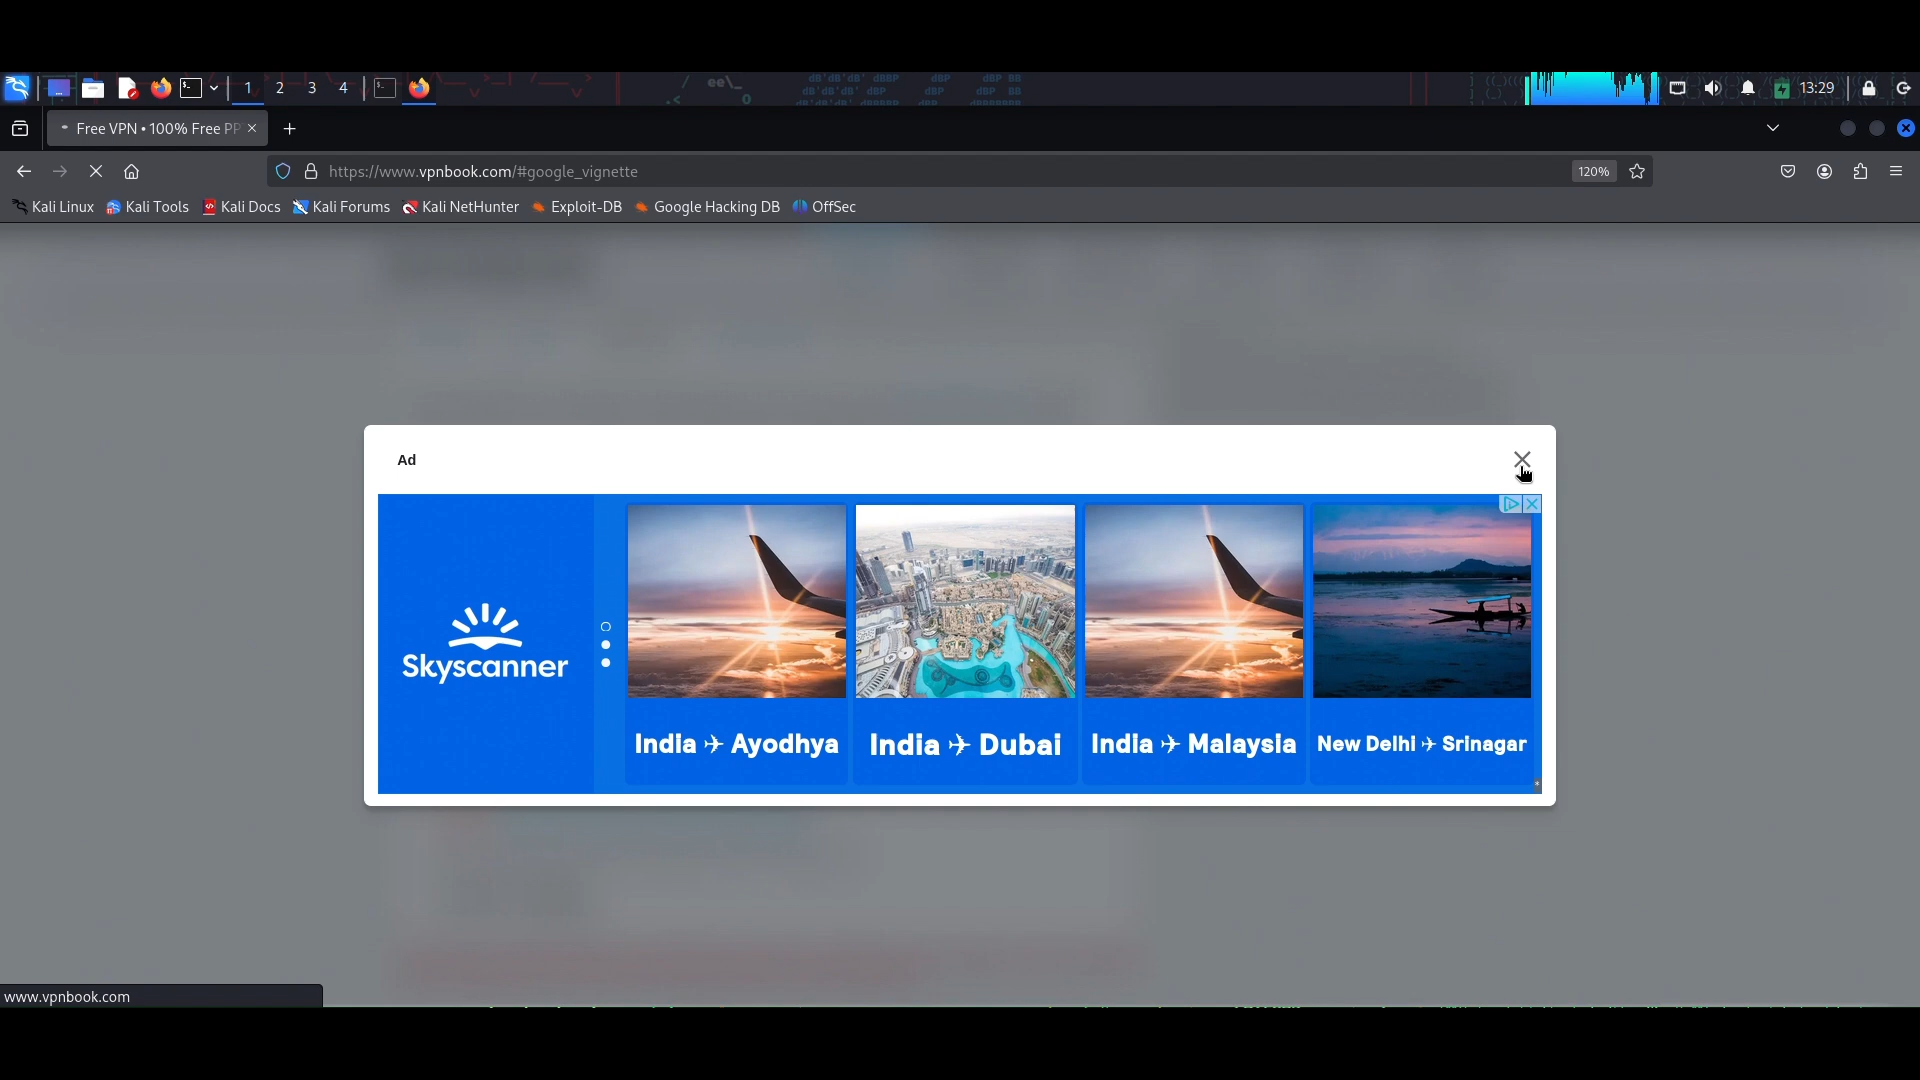 1 2 3 4 13:29
Free VPN • 100% Free PP
https://www.vpnbook.com/#google_vignette 120%
Kali Linux Kali Tools Kali Docs Kali Forums Kali NetHunter Exploit-DB Google Hacking DB OffSec
Ad
Skyscanner
India ✈ Ayodhya
India ✈ Dubai
India ✈ Malaysia
New Delhi ✈ Srinagar
www.vpnbook.com